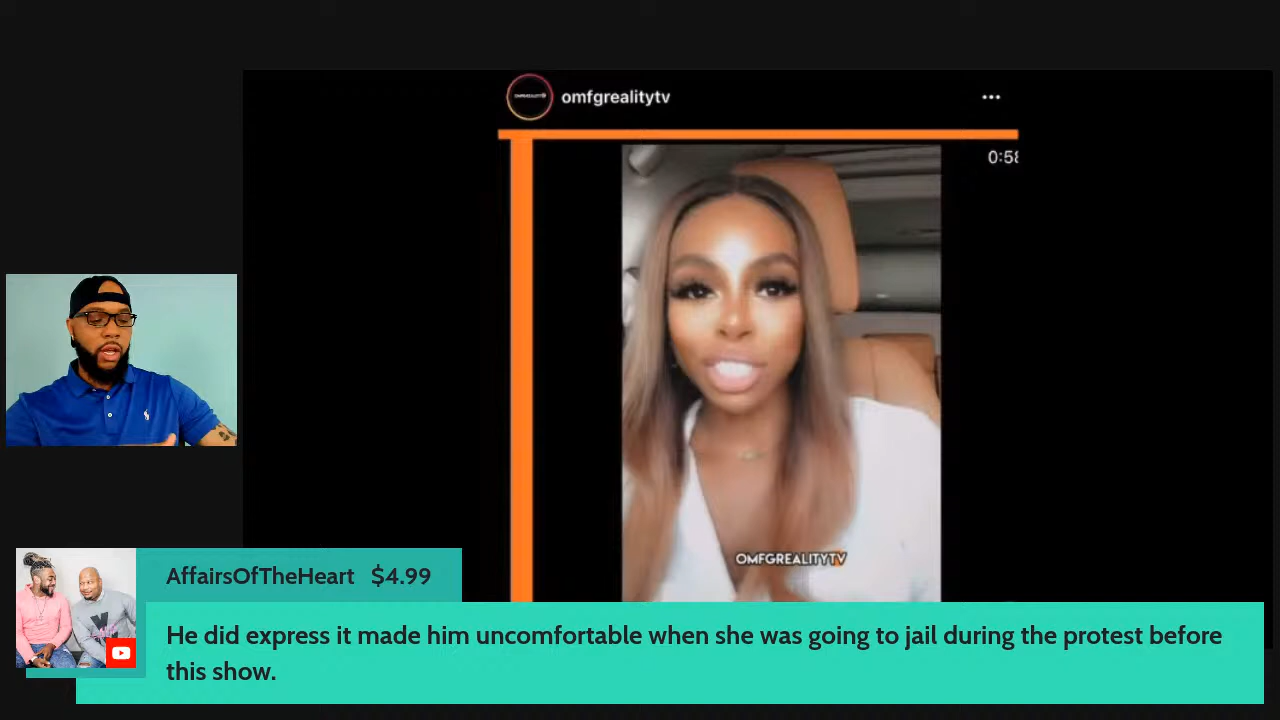 omfgrealitytv
0:58
OMFGREALITYTV
AffairsOfTheHeart $4.99
He did express it made him uncomfortable when she was going to jail during the protest before
this show.